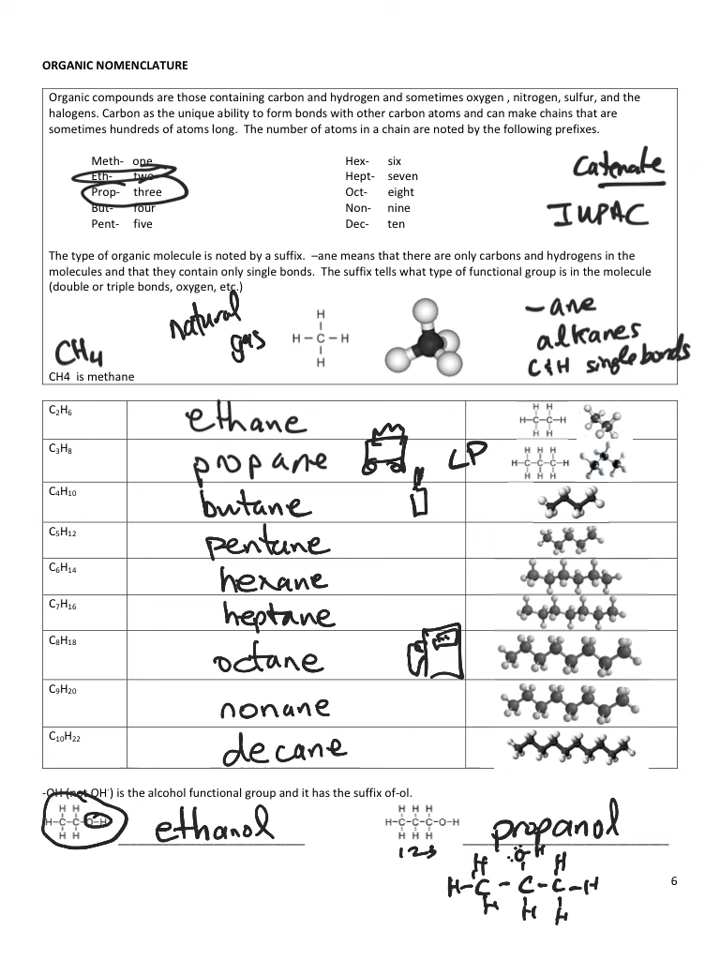 ORGANIC NOMENCLATURE
Organic compounds are those containing carbon and hydrogen and sometimes oxygen , nitrogen, sulfur, and the
halogens. Carbon as the unique ability to form bonds with other carbon atoms and can make chains that are
sometimes hundreds of atoms long. The number of atoms in a chain are noted by the following prefixes.
Meth- one
Eth- two
Prop- three
But- four
Pent- five
Hex- six
Hept- seven
Oct- eight
Non- nine
Dec- ten
Catenate
IUPAC
The type of organic molecule is noted by a suffix. –ane means that there are only carbons and hydrogens in the
molecules and that they contain only single bonds. The suffix tells what type of functional group is in the molecule
(double or triple bonds, oxygen, etc.)
CH4
natural
gas
H
H-C-H
H
-ane
alkanes
C & H single bonds
CH4 is methane
C2H6 ethane
H H
H-C-C-H
H H
C3H8 propane LP
H H H
H-C-C-C-H
H H H
C4H10 butane
C5H12 pentane
C6H14 hexane
C7H16 heptane
C8H18 octane
C9H20 nonane
C10H22 decane
-OH (not OH-) is the alcohol functional group and it has the suffix of-ol.
H H
H-C-C-O-H
H H
ethanol
H H H
H-C-C-C-O-H
H H H
1 2 3
propanol
H :O-H H
H-C-C-C-H
H H H
6